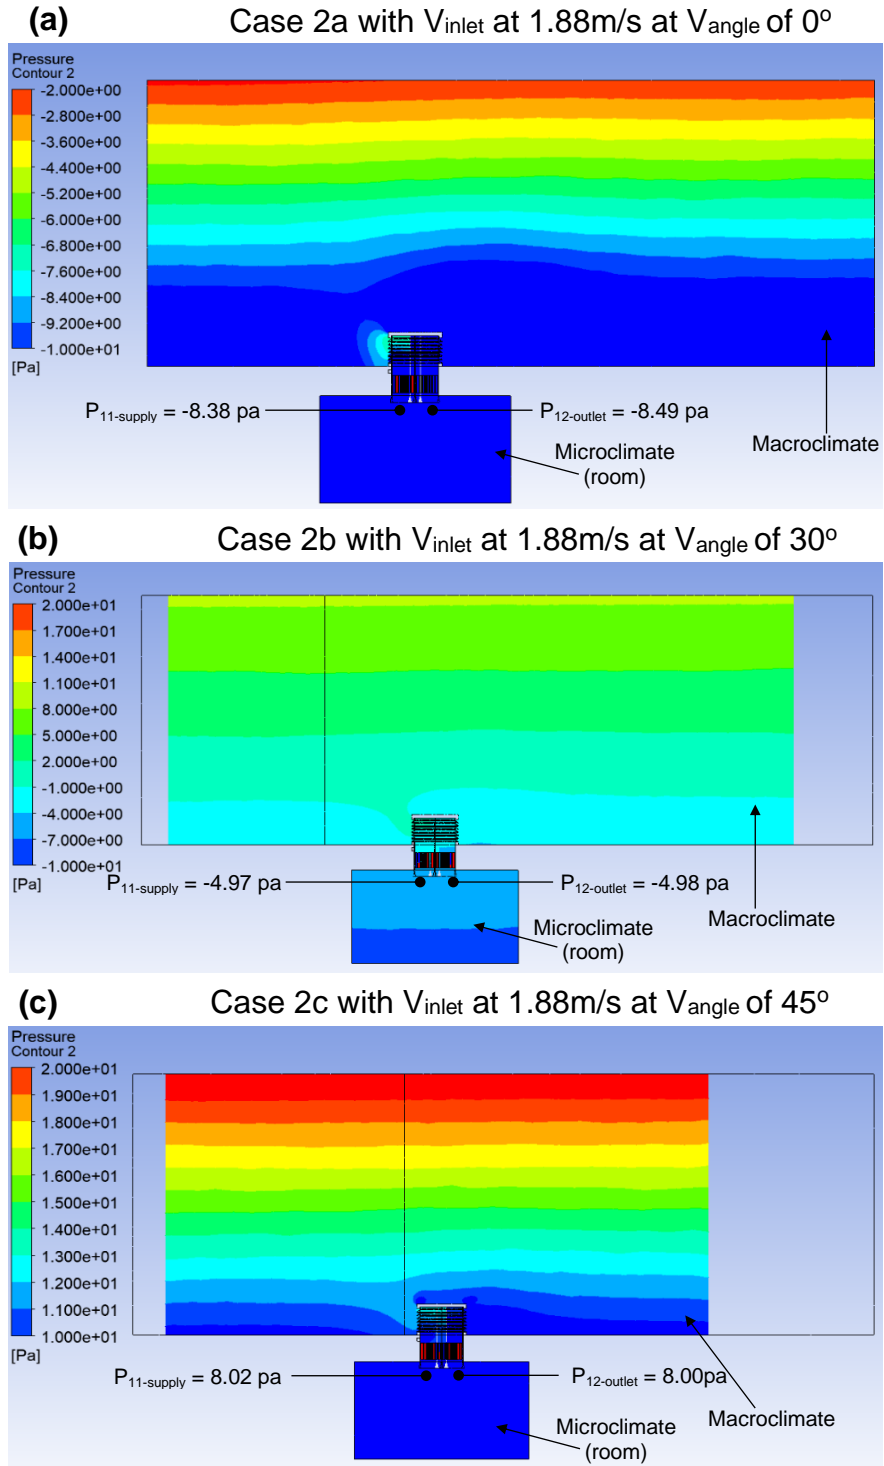 (a) Case 2a with Vinlet at 1.88m/s at Vangle of 0º
Pressure
Contour 2
-2.000e+00
-2.800e+00
-3.600e+00
-4.400e+00
-5.200e+00
-6.000e+00
-6.800e+00
-7.600e+00
-8.400e+00
-9.200e+00
-1.000e+01
[Pa]
P11-supply = -8.38 pa
P12-outlet = -8.49 pa
Microclimate
(room)
Macroclimate
(b) Case 2b with Vinlet at 1.88m/s at Vangle of 30º
Pressure
Contour 2
2.000e+01
1.700e+01
1.400e+01
1.100e+01
8.000e+00
5.000e+00
2.000e+00
-1.000e+00
-4.000e+00
-7.000e+00
-1.000e+01
[Pa]
P11-supply = -4.97 pa
P12-outlet = -4.98 pa
Microclimate
(room)
Macroclimate
(c) Case 2c with Vinlet at 1.88m/s at Vangle of 45º
Pressure
Contour 2
2.000e+01
1.900e+01
1.800e+01
1.700e+01
1.600e+01
1.500e+01
1.400e+01
1.300e+01
1.200e+01
1.100e+01
1.000e+01
[Pa]
P11-supply = 8.02 pa
P12-outlet = 8.00pa
Microclimate
(room)
Macroclimate